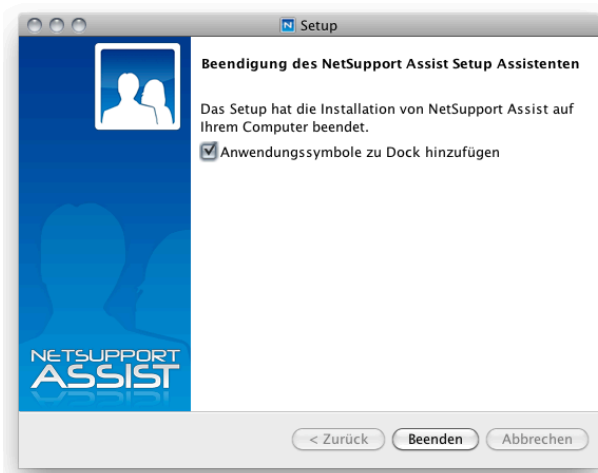 Setup
Beendigung des NetSupport Assist Setup Assistenten
Das Setup hat die Installation von NetSupport Assist auf
Ihrem Computer beendet.
Anwendungssymbole zu Dock hinzufügen
NETSUPPORT
ASSIST
< Zurück
Beenden
Abbrechen